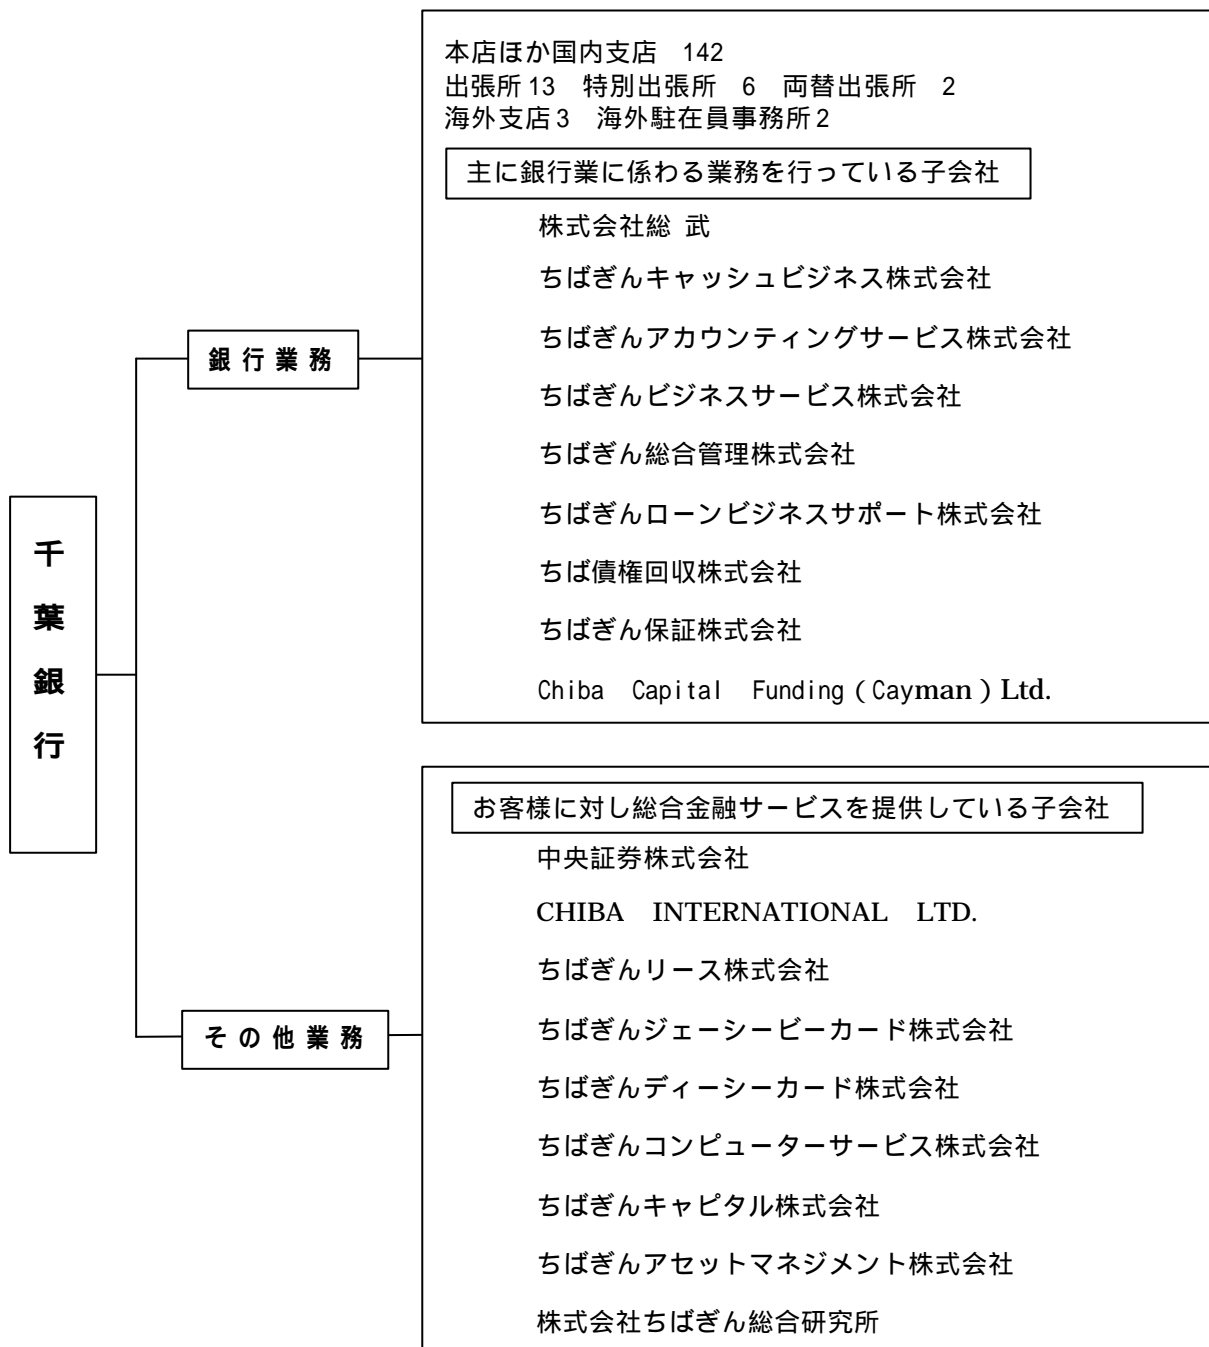 千葉銀行
銀行業務
本店ほか国内支店　142
出張所13　特別出張所　6　両替出張所　2
海外支店3　海外駐在員事務所2
主に銀行業に係わる業務を行っている子会社
株式会社総 武
ちばぎんキャッシュビジネス株式会社
ちばぎんアカウンティングサービス株式会社
ちばぎんビジネスサービス株式会社
ちばぎん総合管理株式会社
ちばぎんローンビジネスサポート株式会社
ちば債権回収株式会社
ちばぎん保証株式会社
Chiba　Capital　Funding（Cayman）Ltd.
その他業務
お客様に対し総合金融サービスを提供している子会社
中央証券株式会社
CHIBA　INTERNATIONAL　LTD.
ちばぎんリース株式会社
ちばぎんジェーシービーカード株式会社
ちばぎんディーシーカード株式会社
ちばぎんコンピューターサービス株式会社
ちばぎんキャピタル株式会社
ちばぎんアセットマネジメント株式会社
株式会社ちばぎん総合研究所